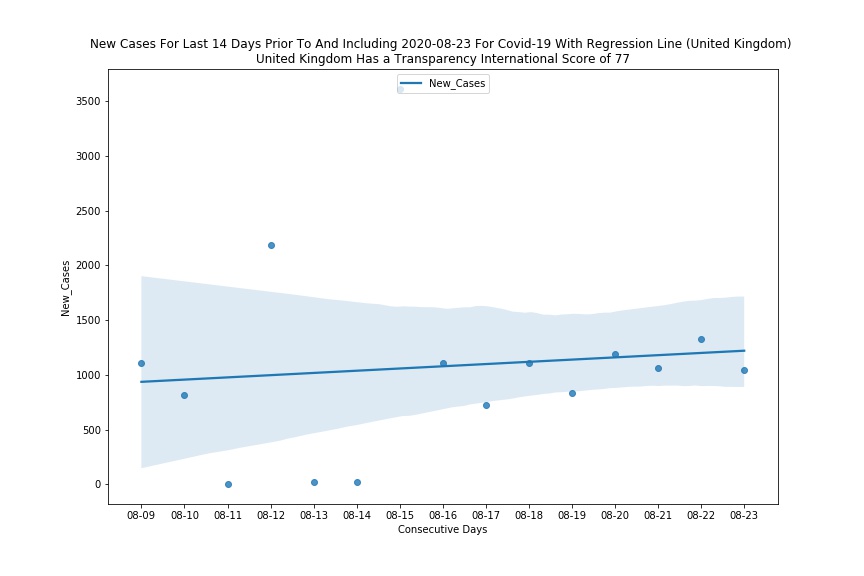 New Cases For Last 14 Days Prior To And Including 2020-08-23 For Covid-19 With Regression Line (United Kingdom)
United Kingdom Has a Transparency International Score of 77
New_Cases
3500
3000
2500
2000
1500
1000
500
0
New_Cases
08-09 08-10 08-11 08-12 08-13 08-14 08-15 08-16 08-17 08-18 08-19 08-20 08-21 08-22 08-23
Consecutive Days